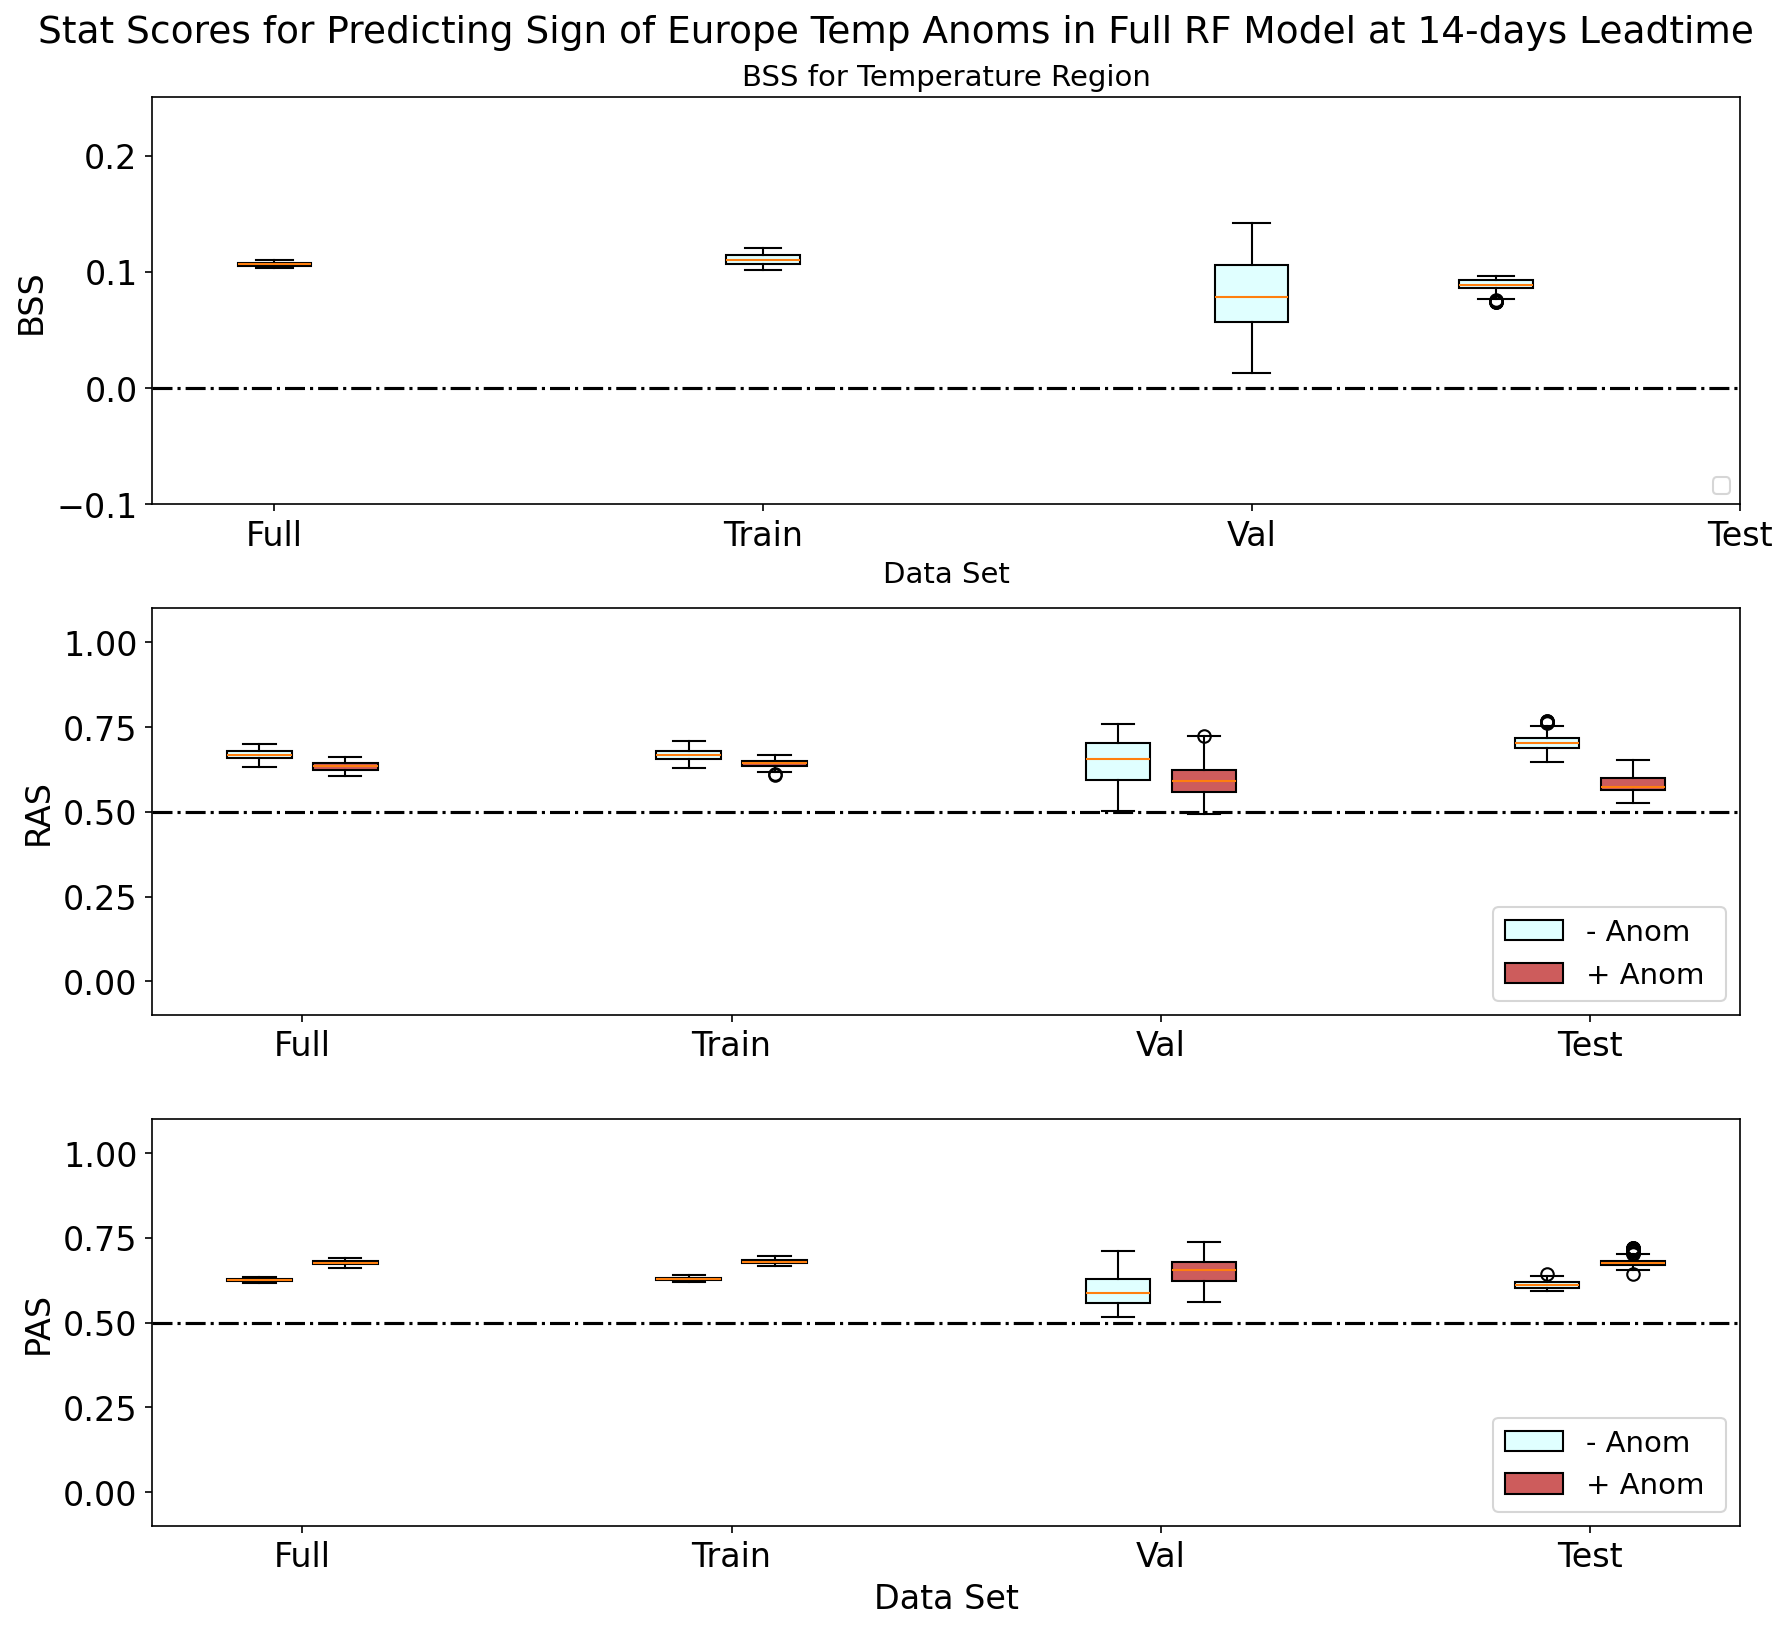 Stat Scores for Predicting Sign of Europe Temp Anoms in Full RF Model at 14-days Leadtime
BSS for Temperature Region
BSS
0.2
0.1
0.0
−0.1
Full
Train
Val
Test
Data Set
RAS
1.00
0.75
0.50
0.25
0.00
- Anom
+ Anom
Full
Train
Val
Test
PAS
1.00
0.75
0.50
0.25
0.00
- Anom
+ Anom
Full
Train
Val
Test
Data Set